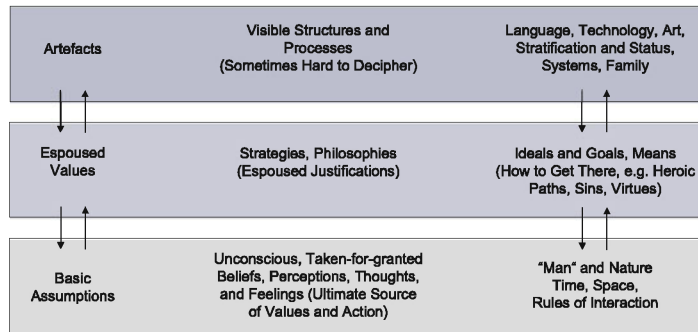 Artefacts
Visible Structures and
Processes
(Sometimes Hard to Decipher)
Language, Technology, Art,
Stratification and Status,
Systems, Family
Espoused
Values
Strategies, Philosophies
(Espoused Justifications)
Ideals and Goals, Means
(How to Get There, e.g. Heroic
Paths, Sins, Virtues)
Basic
Assumptions
Unconscious, Taken-for-granted
Beliefs, Perceptions, Thoughts,
and Feelings (Ultimate Source
of Values and Action)
“Man“ and Nature
Time, Space,
Rules of Interaction